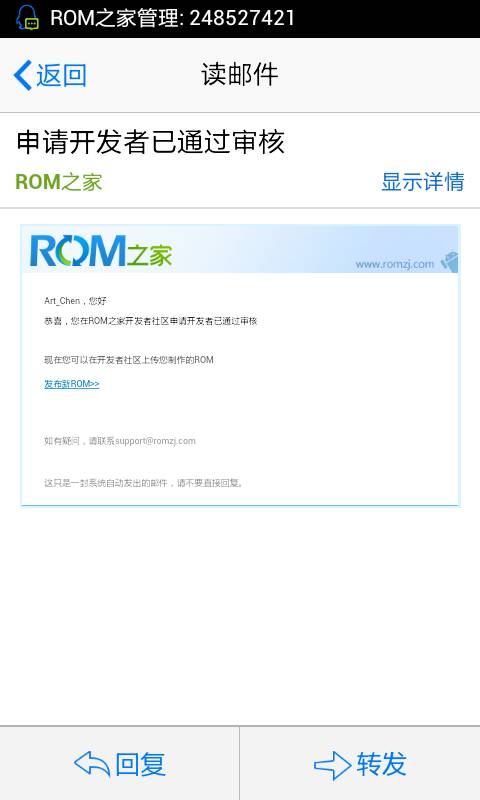 ROM之家管理: 248527421
返回 读邮件
申请开发者已通过审核
ROM之家 显示详情
ROM之家
www.romzj.com
Art_Chen，您好
恭喜，您在ROM之家开发者社区申请开发者已通过审核
现在您可以在开发者社区上传您制作的ROM
发布新ROM>>
如有疑问，请联系support@romzj.com
这只是一封系统自动发出的邮件，请不要直接回复。
回复 转发